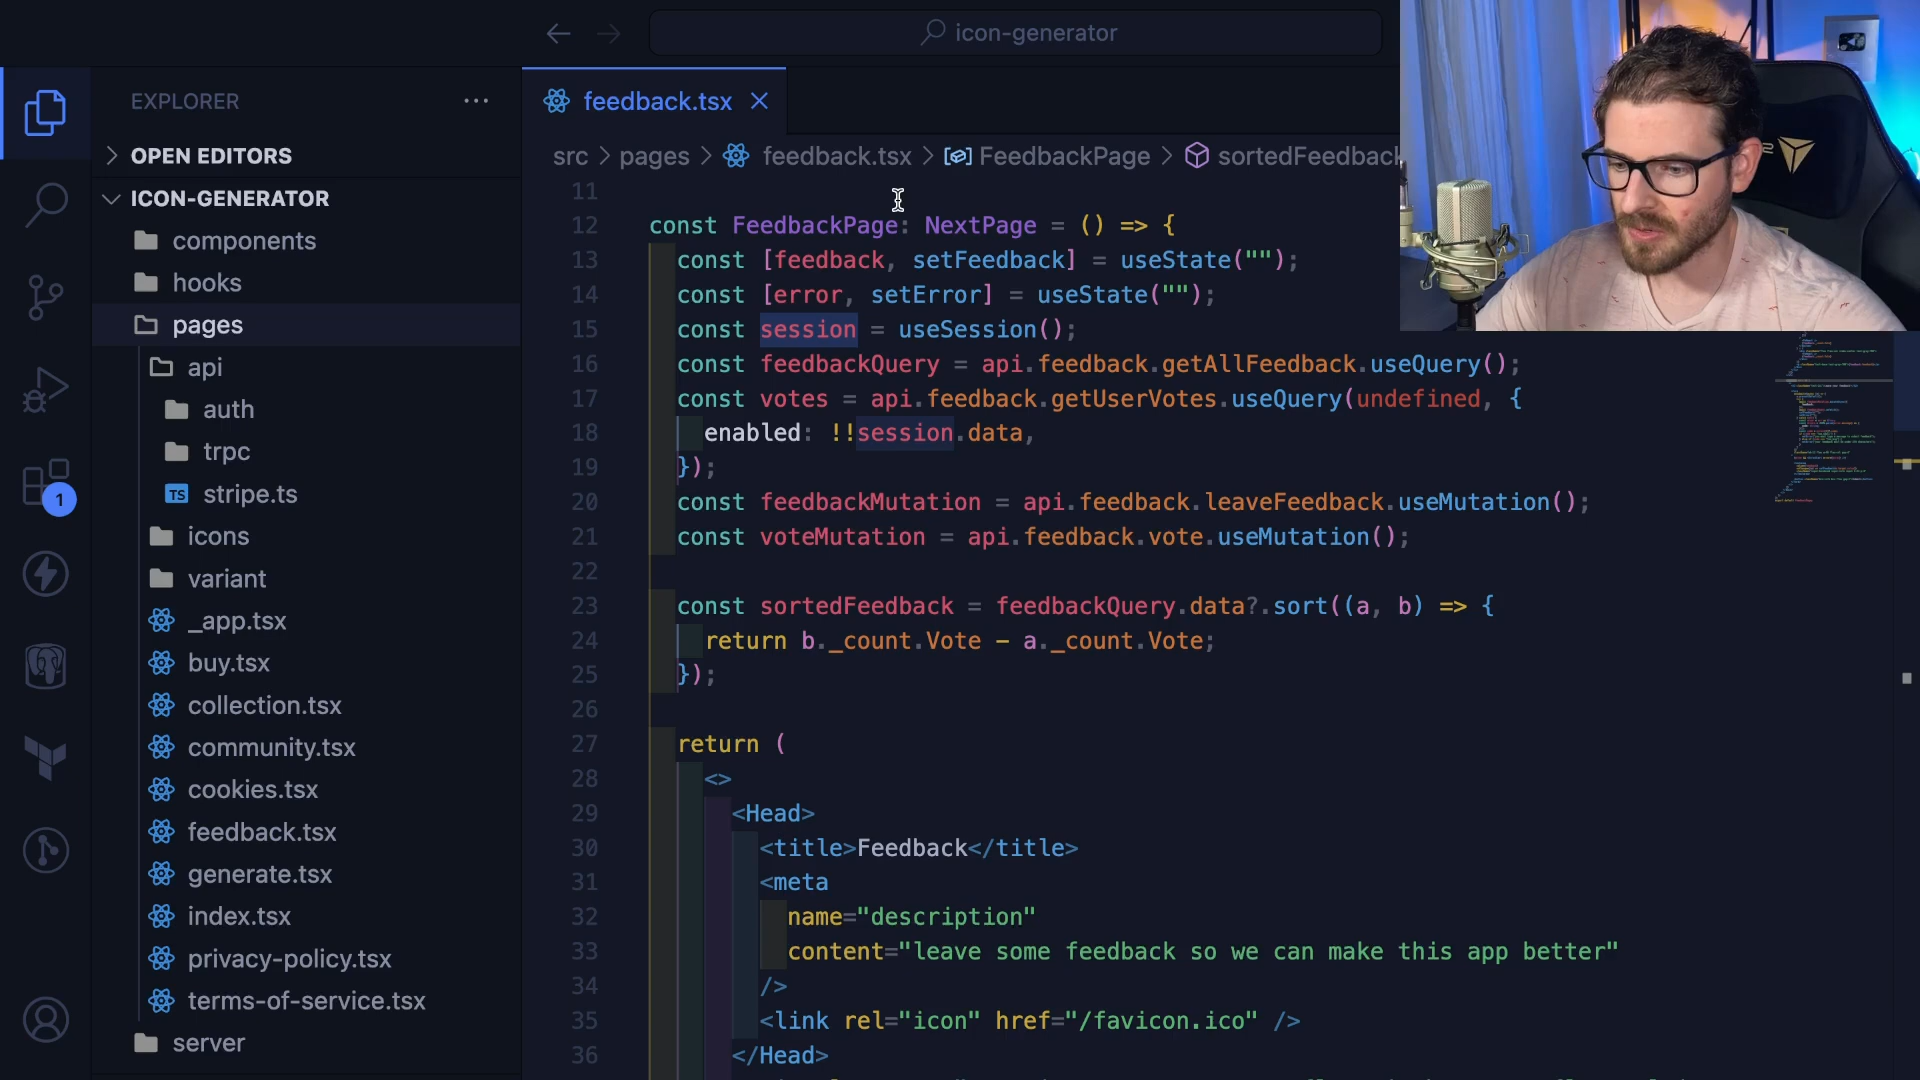 icon-generator
EXPLORER
feedback.tsx
OPEN EDITORS
src > pages > feedback.tsx > FeedbackPage > sortedFeedback
ICON-GENERATOR
components
hooks
pages
api
auth
trpc
TS stripe.ts
icons
variant
_app.tsx
buy.tsx
collection.tsx
community.tsx
cookies.tsx
feedback.tsx
generate.tsx
index.tsx
privacy-policy.tsx
terms-of-service.tsx
server
1
11
12 const FeedbackPage: NextPage = () => {
13 const [feedback, setFeedback] = useState("");
14 const [error, setError] = useState("");
15 const session = useSession();
16 const feedbackQuery = api.feedback.getAllFeedback.useQuery();
17 const votes = api.feedback.getUserVotes.useQuery(undefined, {
18 enabled: !!session.data,
19 });
20 const feedbackMutation = api.feedback.leaveFeedback.useMutation();
21 const voteMutation = api.feedback.vote.useMutation();
22
23 const sortedFeedback = feedbackQuery.data?.sort((a, b) => {
24 return b._count.Vote - a._count.Vote;
25 });
26
27 return (
28 <>
29 <Head>
30 <title>Feedback</title>
31 <meta
32 name="description"
33 content="leave some feedback so we can make this app better"
34 />
35 <link rel="icon" href="/favicon.ico" />
36 </Head>